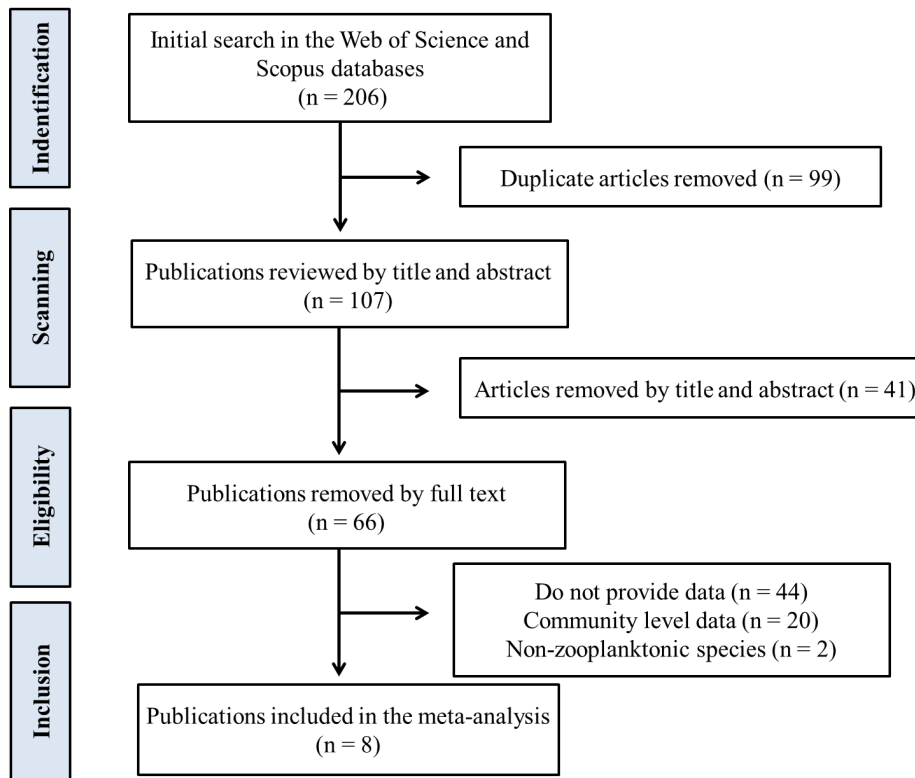 Indentification
Initial search in the Web of Science and
Scopus databases
(n = 206)
Duplicate articles removed (n = 99)
Scanning
Publications reviewed by title and abstract
(n = 107)
Articles removed by title and abstract (n = 41)
Eligibility
Publications removed by full text
(n = 66)
Do not provide data (n = 44)
Community level data (n = 20)
Non-zooplanktonic species (n = 2)
Inclusion
Publications included in the meta-analysis
(n = 8)